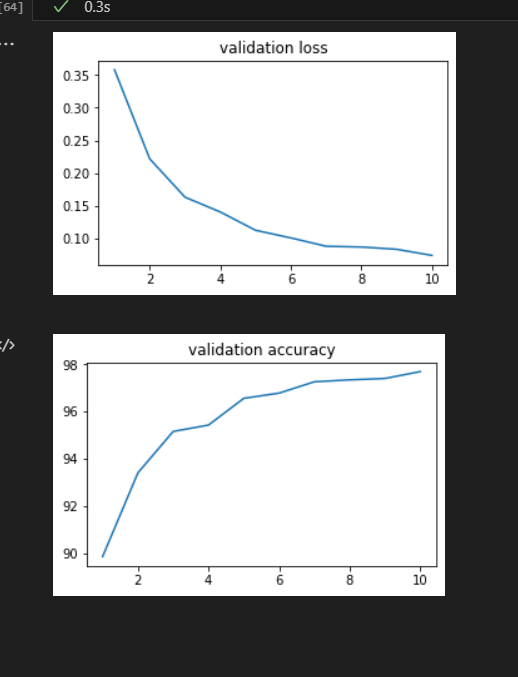 [64] ✓ 0.3s
...
validation loss
0.35
0.30
0.25
0.20
0.15
0.10
2 4 6 8 10
</>
validation accuracy
98
96
94
92
90
2 4 6 8 10